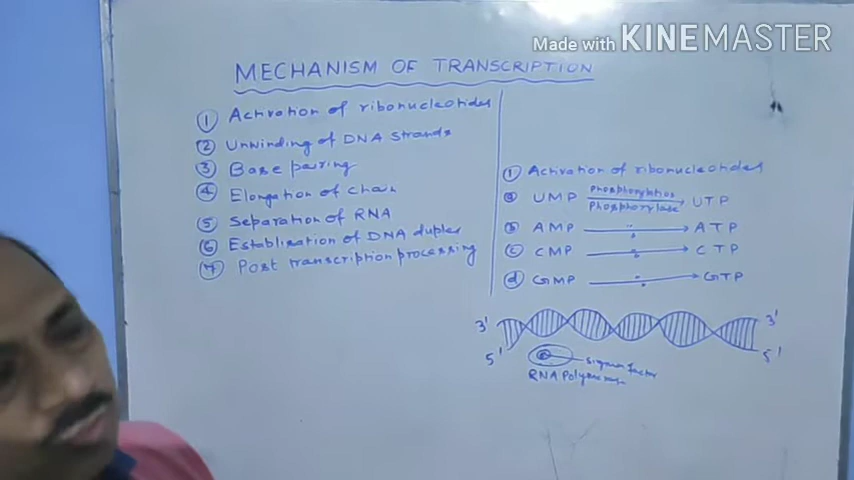 Made with KINEMASTER
MECHANISM OF TRANSCRIPTION
1 Activation of ribonucleotides
2 Unwinding of DNA strands
3 Base pairing
4 Elongation of chain
5 Separation of RNA
6 Establization of DNA duplex
7 Post transcription processing
1 Activation of ribonucleotides
a UMP phosphorylation phosphorylase UTP
b AMP ATP
c CMP CTP
d GMP GTP
3' 3'
5' 5'
sigma factor
RNA Polymerase